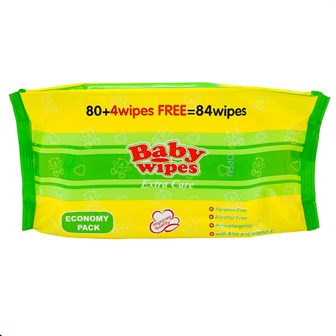 80+4wipes FREE=84wipes
Baby
wipes
Extra Care
ECONOMY
PACK
Paraben Free
Alcohol Free
Hypoallergenic
with Aloe and Vitamin E